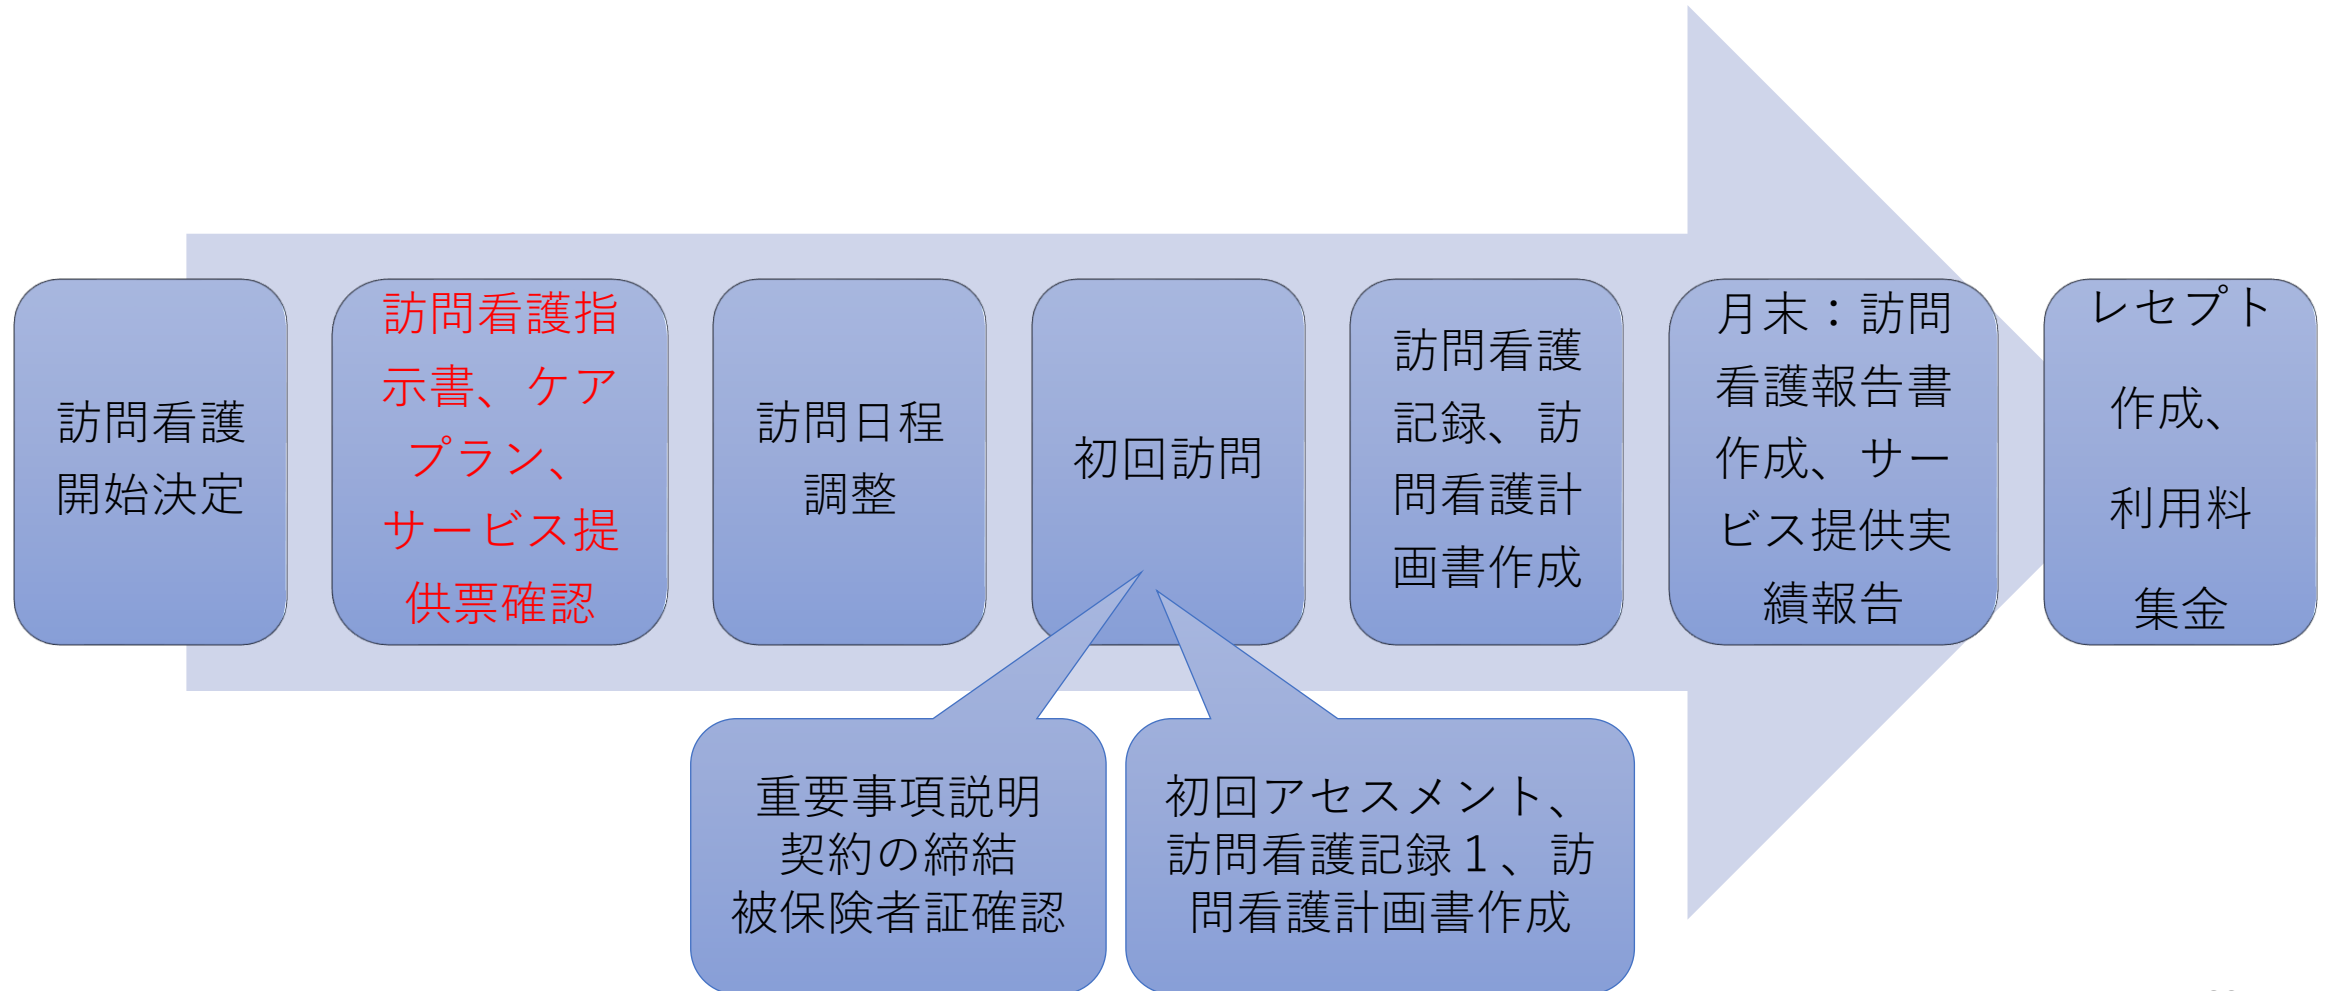 訪問看護
開始決定
訪問看護指
示書、ケア
プラン、
サービス提
供票確認
訪問日程
調整
初回訪問
訪問看護
記録、訪
問看護計
画書作成
月末：訪問
看護報告書
作成、サー
ビス提供実
績報告
レセプト
作成、
利用料
集金
重要事項説明
契約の締結
被保険者証確認
初回アセスメント、
訪問看護記録１、訪
問看護計画書作成